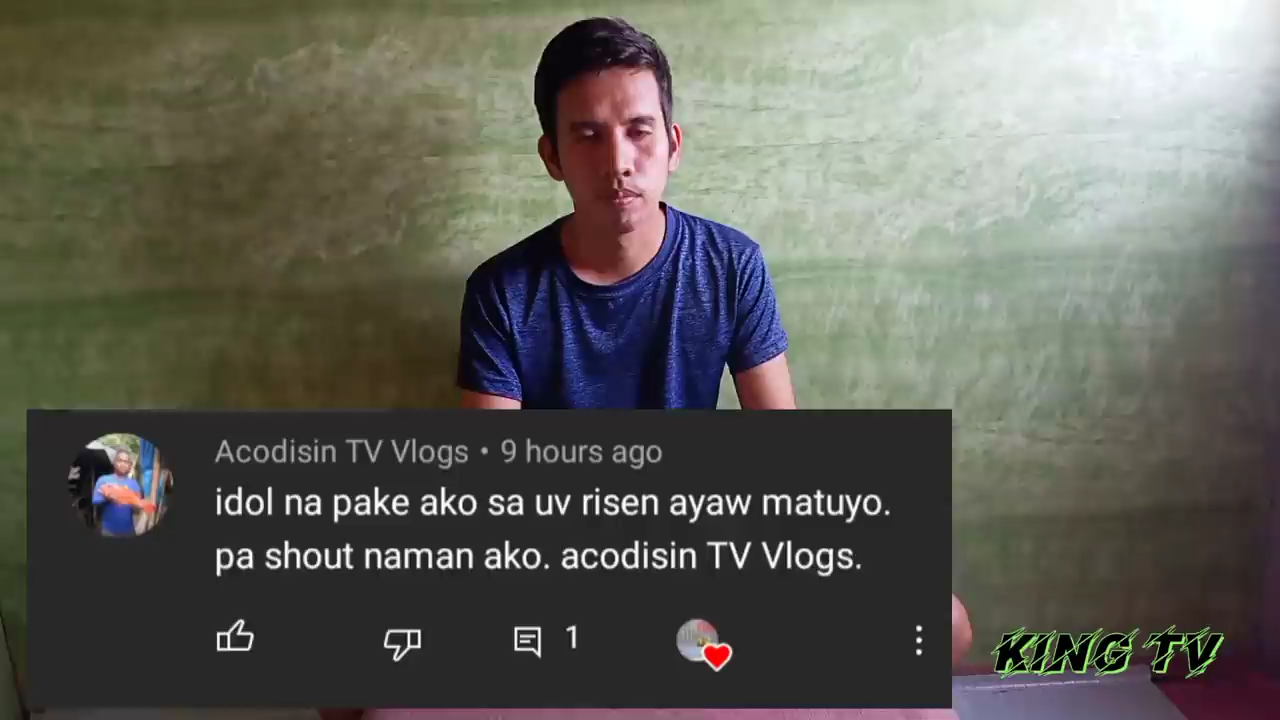 Acodisin TV Vlogs • 9 hours ago
idol na pake ako sa uv risen ayaw matuyo.
pa shout naman ako. acodisin TV Vlogs.
1
KING TV